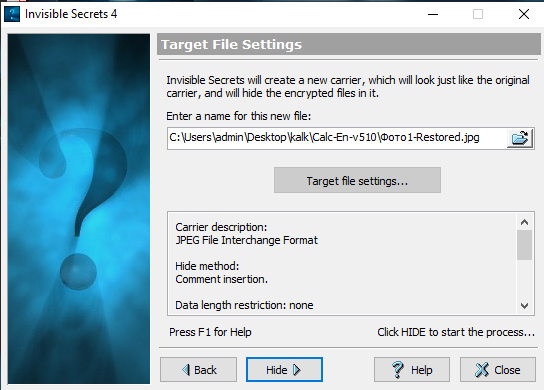 Invisible Secrets 4
Target File Settings
Invisible Secrets will create a new carrier, which will look just like the original
carrier, and will hide the encrypted files in it.
Enter a name for this new file:
C:\Users\admin\Desktop\kalk\Calc-En-v510\Фото1-Restored.jpg
Target file settings...
Carrier description:
JPEG File Interchange Format
Hide method:
Comment insertion.
Data length restriction: none
Press F1 for Help
Click HIDE to start the process...
Back
Hide
Help
Close